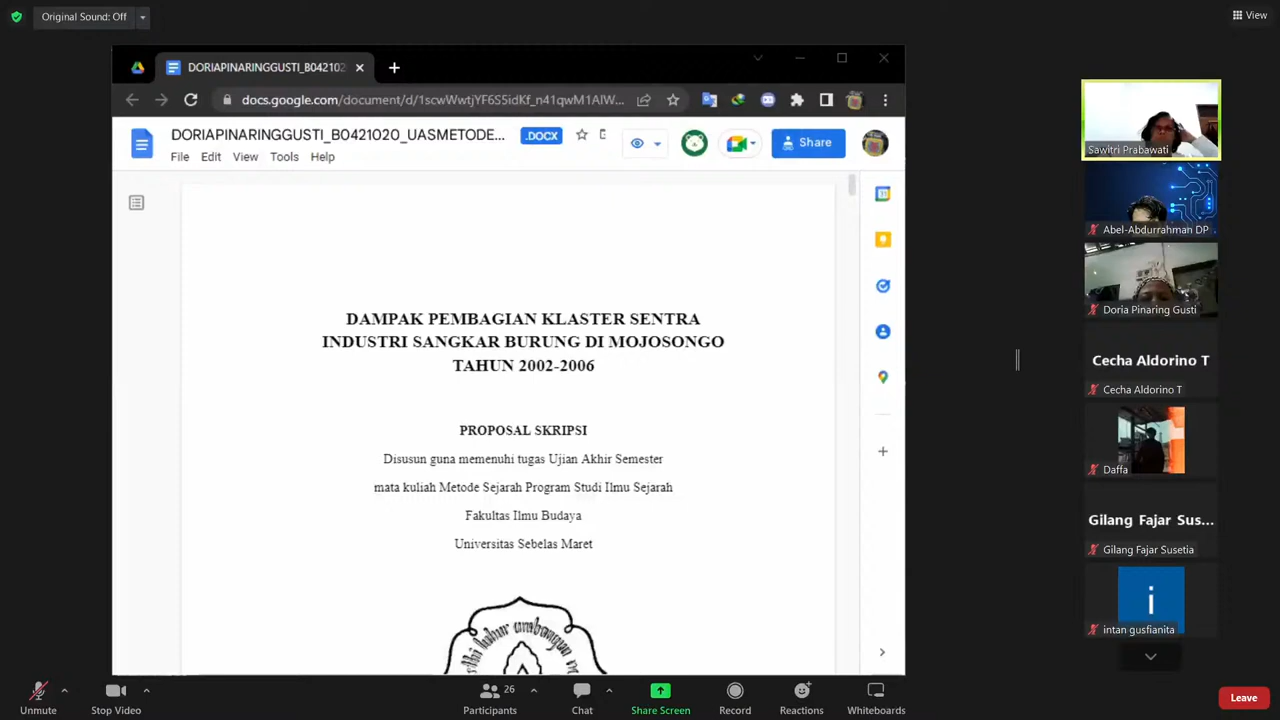 Original Sound: Off
View
DORIAPINARINGGUSTI_B042102
docs.google.com/document/d/1scwWwtjYF6S5idKf_n41qwM1AlW...
DORIAPINARINGGUSTI_B0421020_UASMETODE...
.DOCX
Share
File Edit View Tools Help
DAMPAK PEMBAGIAN KLASTER SENTRA
INDUSTRI SANGKAR BURUNG DI MOJOSONGO
TAHUN 2002-2006
PROPOSAL SKRIPSI
Disusun guna memenuhi tugas Ujian Akhir Semester
mata kuliah Metode Sejarah Program Studi Ilmu Sejarah
Fakultas Ilmu Budaya
Universitas Sebelas Maret
Sawitri Prabawati
Abel-Abdurrahman DP
Doria Pinaring Gusti
Cecha Aldorino T
Cecha Aldorino T
Daffa
Gilang Fajar Sus...
Gilang Fajar Susetia
i
intan gusfianita
Unmute
Stop Video
26
Participants
Chat
Share Screen
Record
Reactions
Whiteboards
Leave